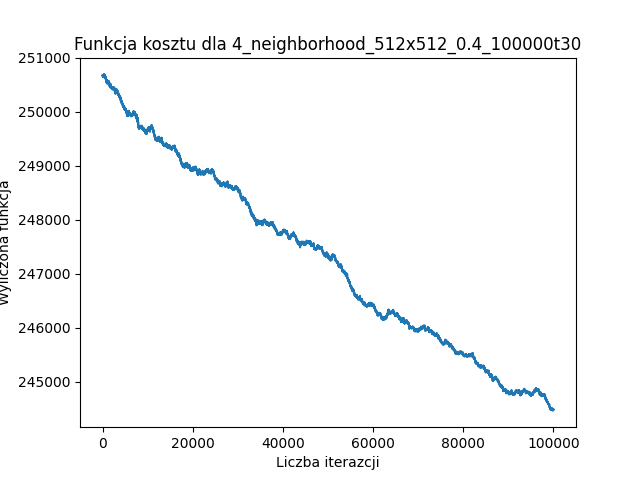 Funkcja kosztu dla 4_neighborhood_512x512_0.4_100000t30
251000
250000
249000
248000
247000
246000
245000
Wyliczona funkcja
0 20000 40000 60000 80000 100000
Liczba iterazcji